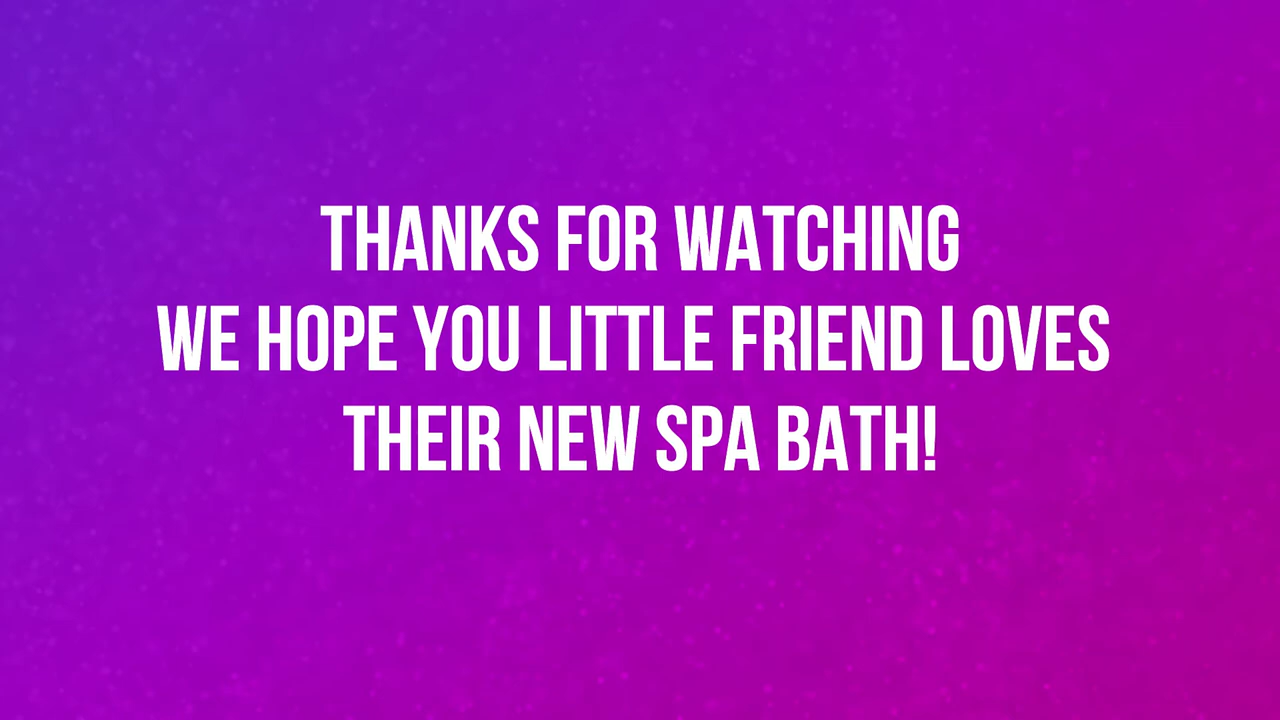 THANKS FOR WATCHING
WE HOPE YOU LITTLE FRIEND LOVES
THEIR NEW SPA BATH!